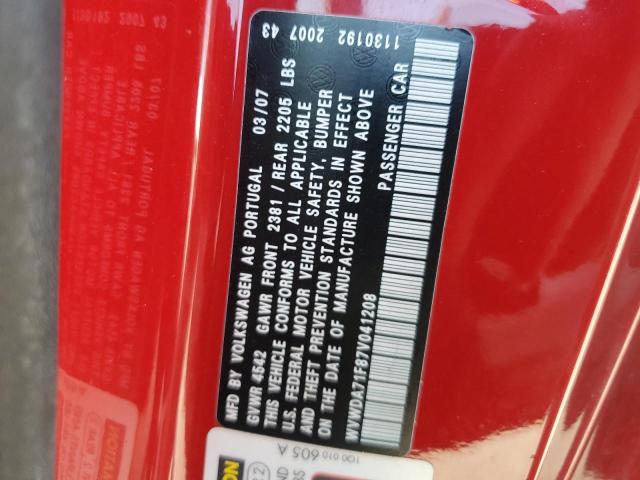 MFD BY VOLKSWAGEN AG PORTUGAL 03/07
GVWR 4542 GAWR FRONT 2381 / REAR 2205 LBS
THIS VEHICLE CONFORMS TO ALL APPLICABLE
U.S. FEDERAL MOTOR VEHICLE SAFETY, BUMPER
AND THEFT PREVENTION STANDARDS IN EFFECT
ON THE DATE OF MANUFACTURE SHOWN ABOVE
WVWDA71F87V041208 PASSENGER CAR
1130192 2007 43
1Q0 010 605 A